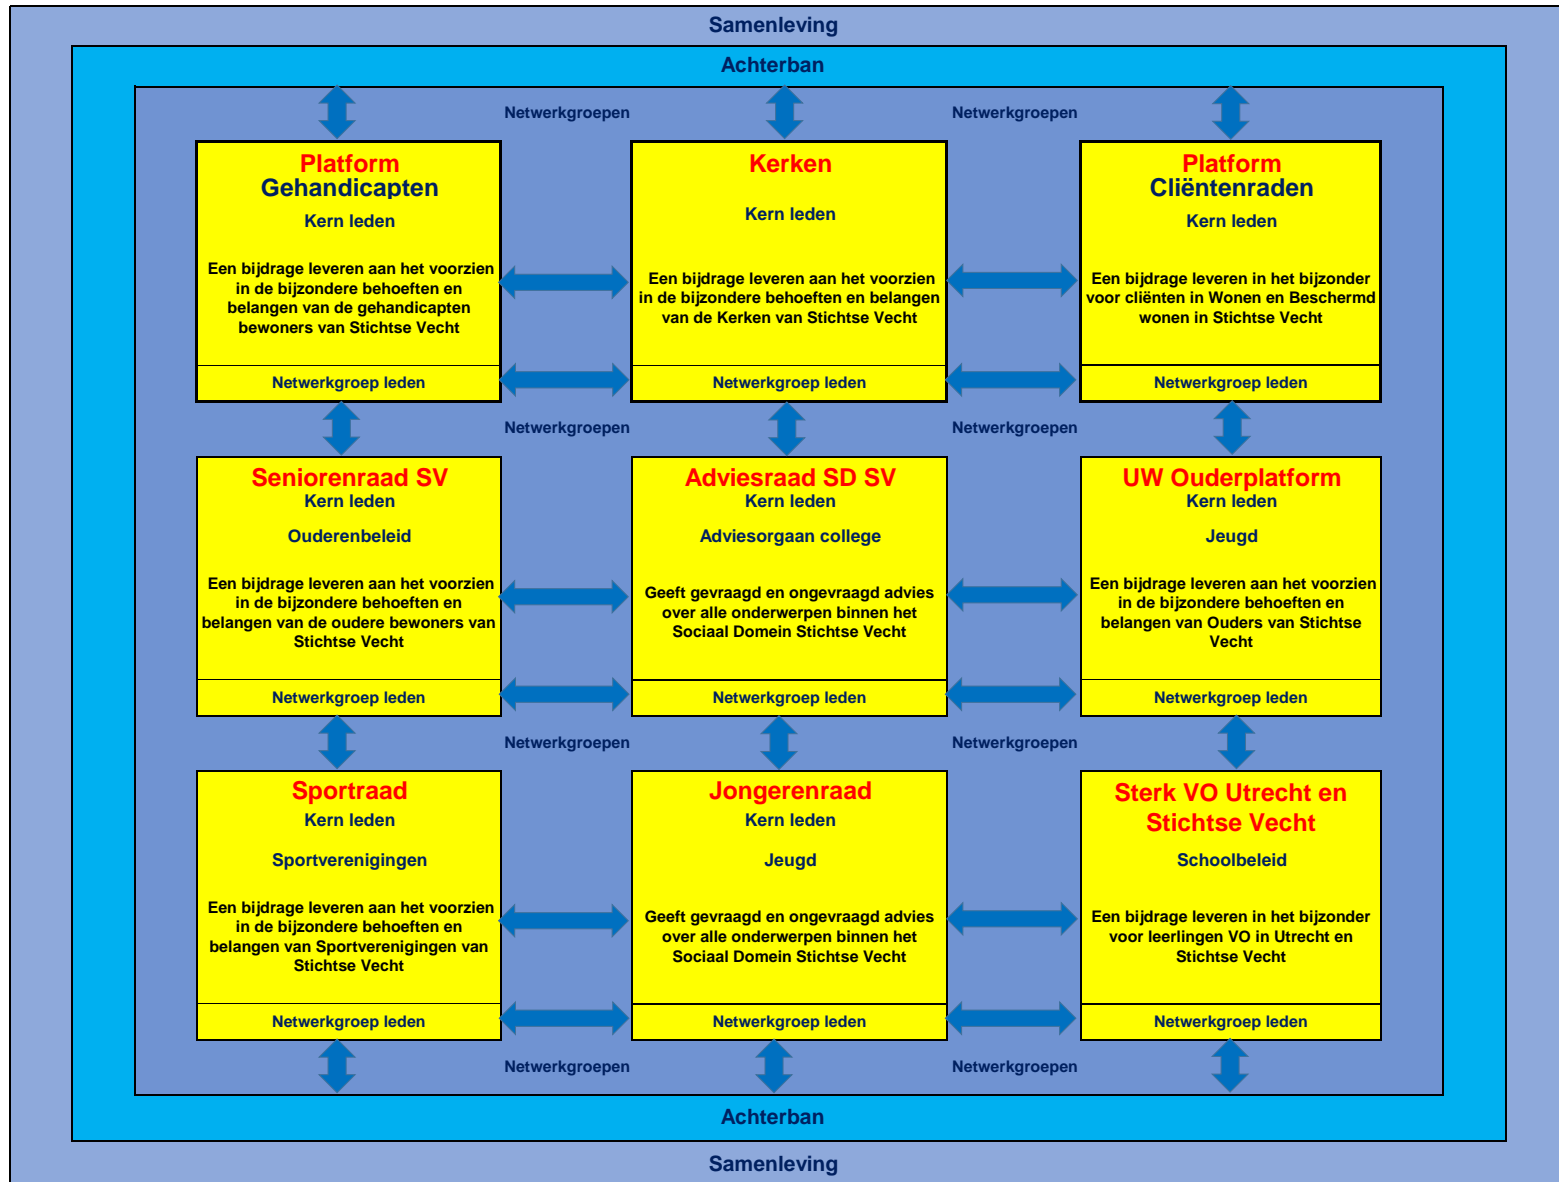 Samenleving
Achterban
Netwerkgroepen
Netwerkgroepen
Platform
Gehandicapten
Kern leden
Een bijdrage leveren aan het voorzien
in de bijzondere behoeften en
belangen van de gehandicapten
bewoners van Stichtse Vecht
Netwerkgroep leden
Kerken
Kern leden
Een bijdrage leveren aan het voorzien
in de bijzondere behoeften en belangen
van de Kerken van Stichtse Vecht
Netwerkgroep leden
Platform
Cliëntenraden
Kern leden
Een bijdrage leveren in het bijzonder
voor cliënten in Wonen en Beschermd
wonen in Stichtse Vecht
Netwerkgroep leden
Netwerkgroepen
Netwerkgroepen
Seniorenraad SV
Kern leden
Ouderenbeleid
Een bijdrage leveren aan het voorzien
in de bijzondere behoeften en
belangen van de oudere bewoners van
Stichtse Vecht
Netwerkgroep leden
Adviesraad SD SV
Kern leden
Adviesorgaan college
Geeft gevraagd en ongevraagd advies
over alle onderwerpen binnen het
Sociaal Domein Stichtse Vecht
Netwerkgroep leden
UW Ouderplatform
Kern leden
Jeugd
Een bijdrage leveren aan het voorzien
in de bijzondere behoeften en
belangen van Ouders van Stichtse
Vecht
Netwerkgroep leden
Netwerkgroepen
Netwerkgroepen
Sportraad
Kern leden
Sportverenigingen
Een bijdrage leveren aan het voorzien
in de bijzondere behoeften en
belangen van Sportverenigingen van
Stichtse Vecht
Netwerkgroep leden
Jongerenraad
Kern leden
Jeugd
Geeft gevraagd en ongevraagd advies
over alle onderwerpen binnen het
Sociaal Domein Stichtse Vecht
Netwerkgroep leden
Sterk VO Utrecht en
Stichtse Vecht
Schoolbeleid
Een bijdrage leveren in het bijzonder
voor leerlingen VO in Utrecht en
Stichtse Vecht
Netwerkgroep leden
Netwerkgroepen
Netwerkgroepen
Achterban
Samenleving